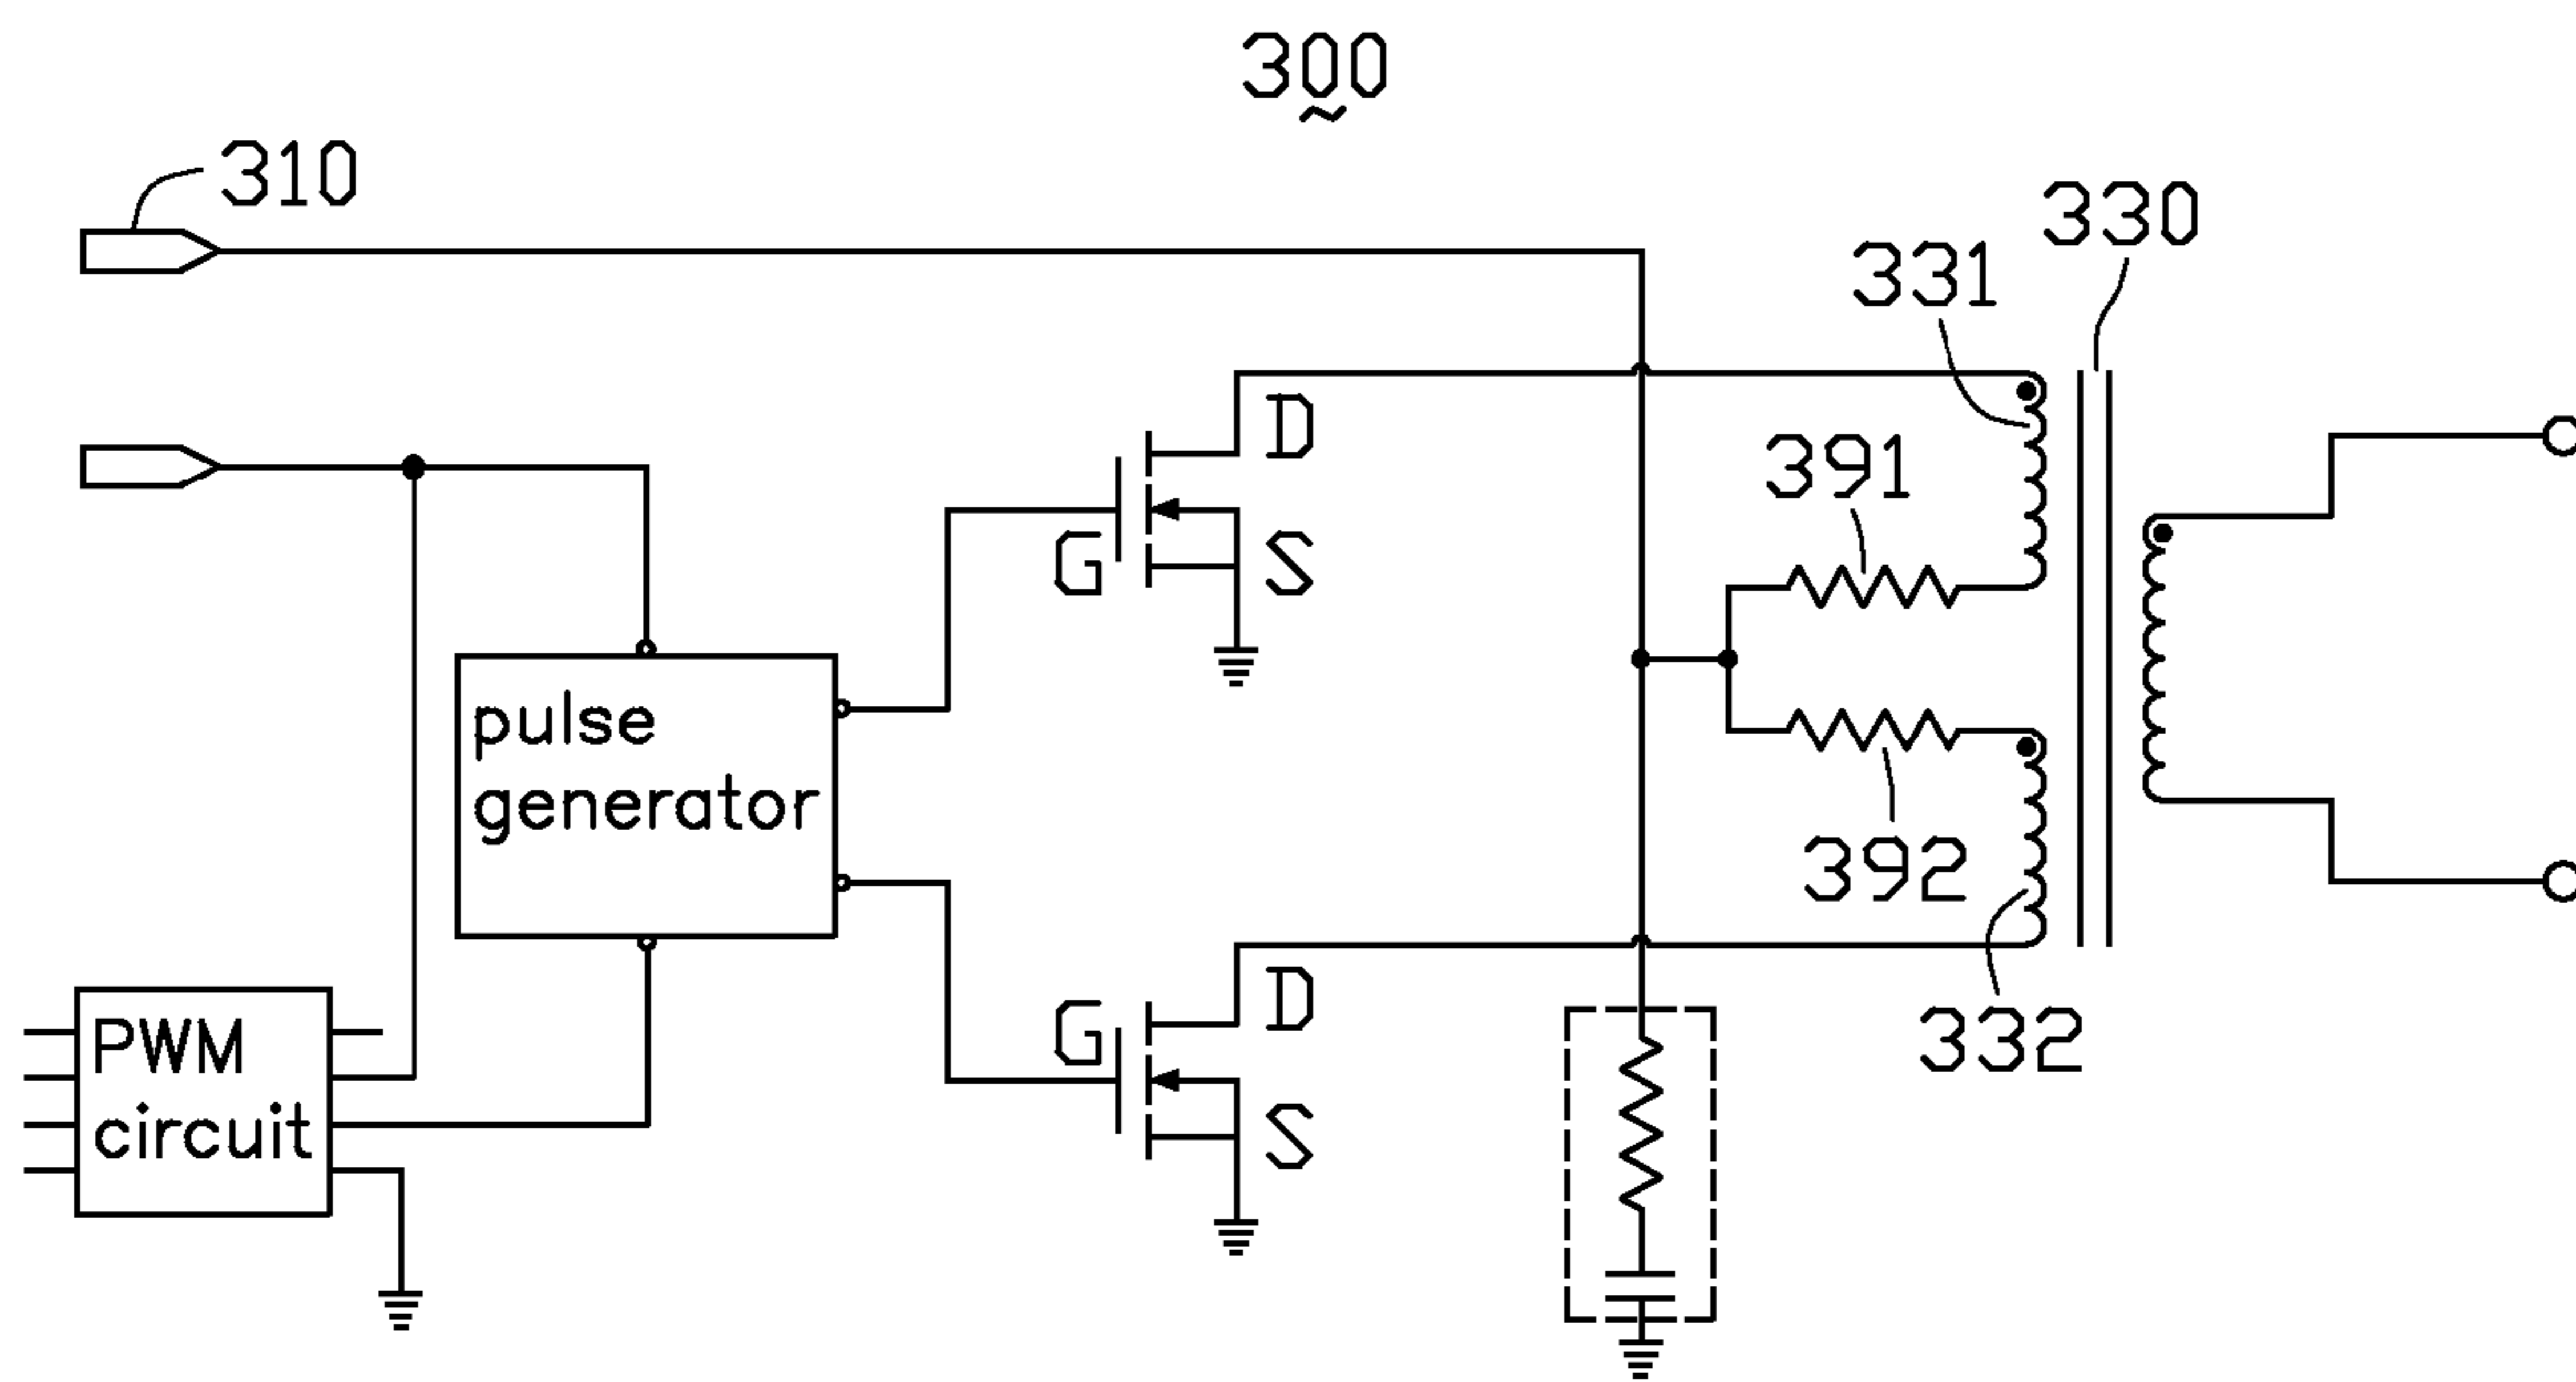 300
310
330
331
D
391
G
S
pulse
generator
392
D
G
PWM
circuit
332
S